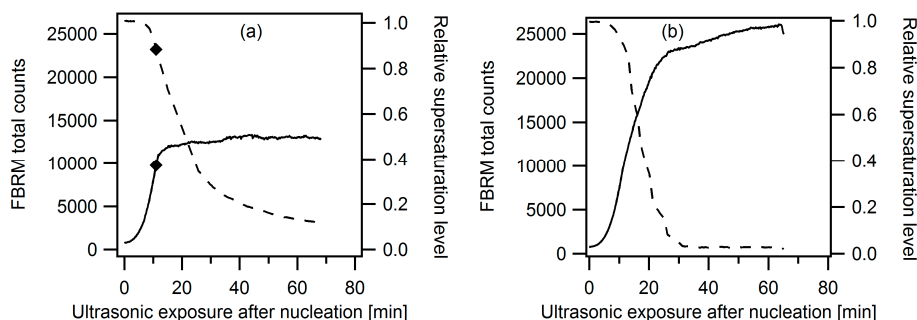 (a)
FBRM total counts
25000
20000
15000
10000
5000
0
1.0
0.8
0.6
0.4
0.2
0.0
Relative supersaturation level
0 20 40 60 80
Ultrasonic exposure after nucleation [min]
(b)
FBRM total counts
25000
20000
15000
10000
5000
0
1.0
0.8
0.6
0.4
0.2
0.0
Relative supersaturation level
0 20 40 60 80
Ultrasonic exposure after nucleation [min]